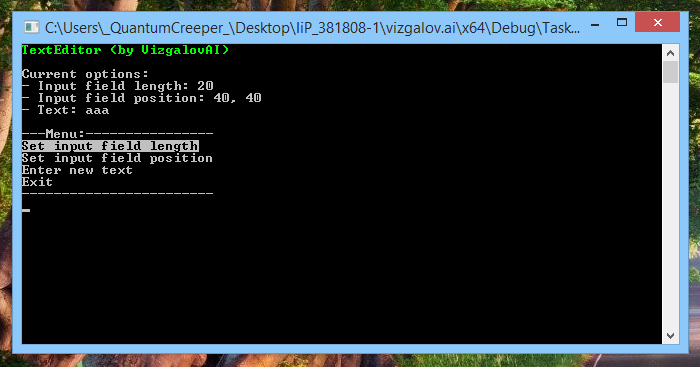 C:\Users\_QuantumCreeper_\Desktop\IiP_381808-1\vizgalov.ai\x64\Debug\Task...
TextEditor (by VizgalovAI)
Current options:
- Input field length: 20
- Input field position: 40, 40
- Text: aaa
---Menu:----------------
Set input field length
Set input field position
Enter new text
Exit
------------------------